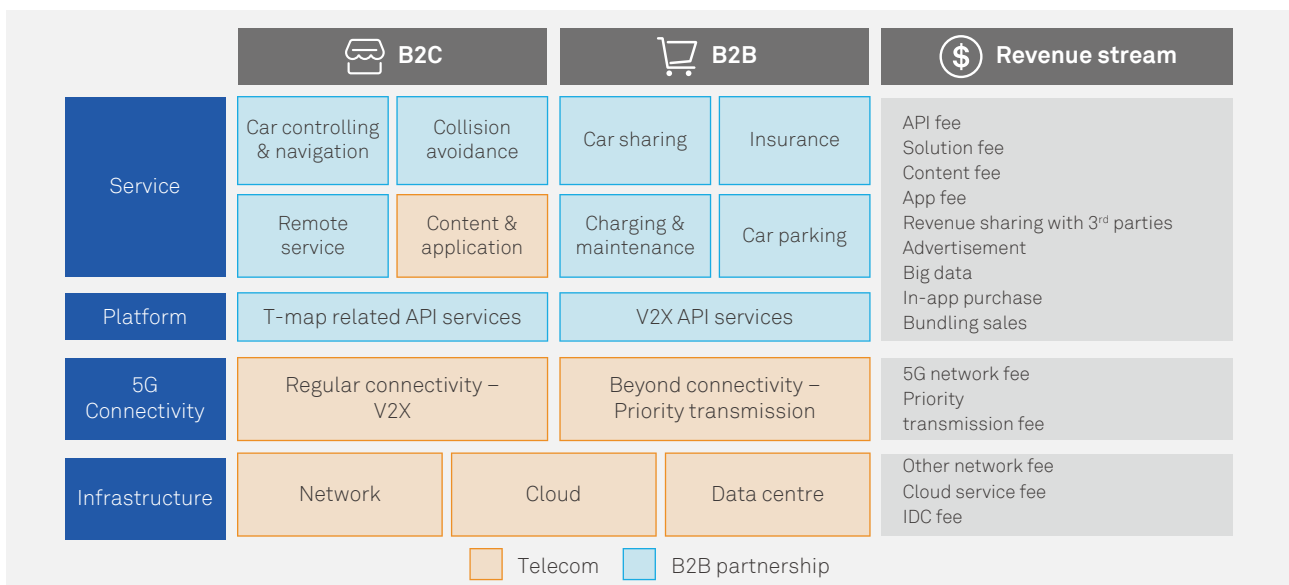 B2C
B2B
Revenue stream
Service
Car controlling
& navigation
Collision
avoidance
Car sharing
Insurance
Remote
service
Content &
application
Charging &
maintenance
Car parking
API fee
Solution fee
Content fee
App fee
Revenue sharing with 3rd parties
Advertisement
Big data
In-app purchase
Bundling sales
Platform
T-map related API services
V2X API services
5G
Connectivity
Regular connectivity –
V2X
Beyond connectivity –
Priority transmission
5G network fee
Priority
transmission fee
Infrastructure
Network
Cloud
Data centre
Other network fee
Cloud service fee
IDC fee
Telecom
B2B partnership